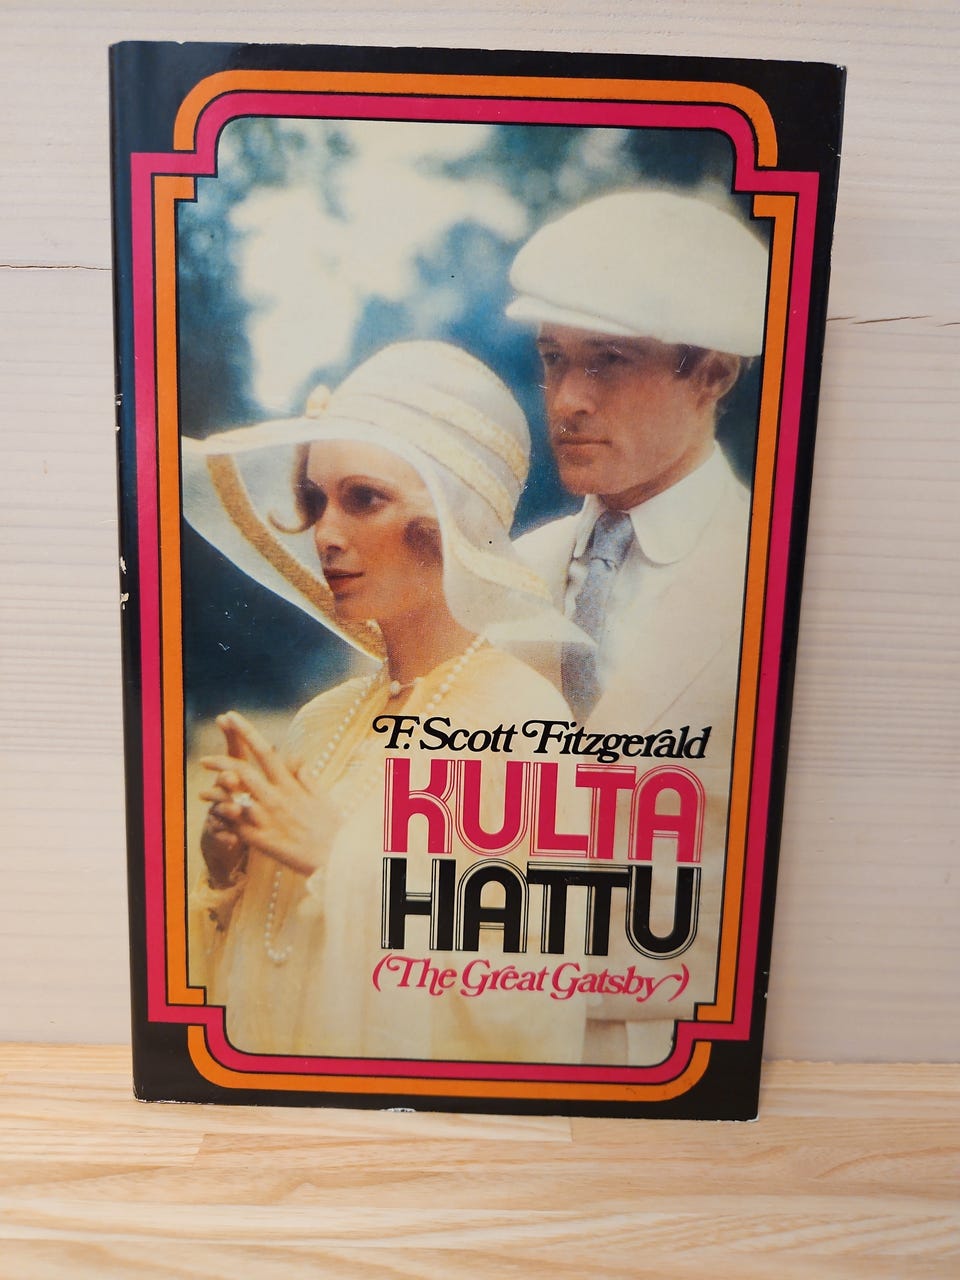 F. Scott Fitzgerald
KULTA
HATTU
(The Great Gatsby)